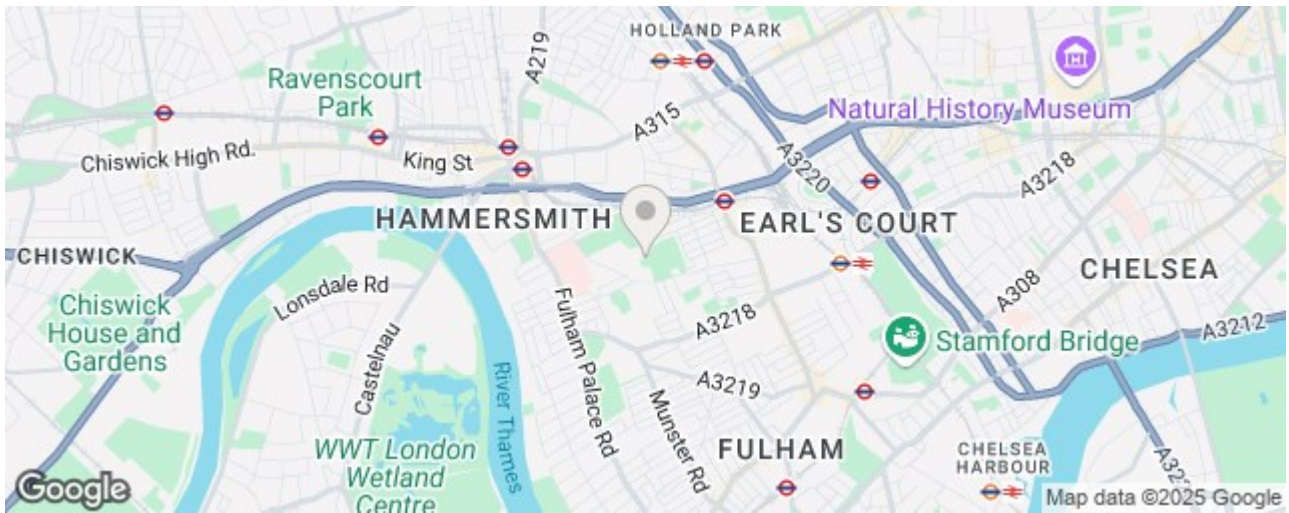 HOLLAND PARK
A219
Ravenscourt
Park
A315
Natural History Museum
Chiswick High Rd.
King St
A3220
A3218
HAMMERSMITH
EARL'S COURT
CHISWICK
CHELSEA
Lonsdale Rd
Chiswick
House and
Gardens
Castelnau
Fulham Palace Rd
A3218
A308
A3212
Stamford Bridge
River Thames
A3219
Munster Rd
WWT London
Wetland
Centre
FULHAM
CHELSEA
HARBOUR
Google
Map data ©2025 Google